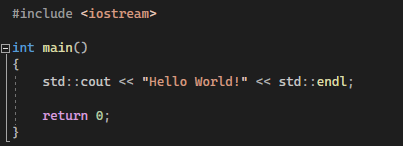 #include <iostream>
int main()
{
    std::cout << "Hello World!" << std::endl;
    return 0;
}